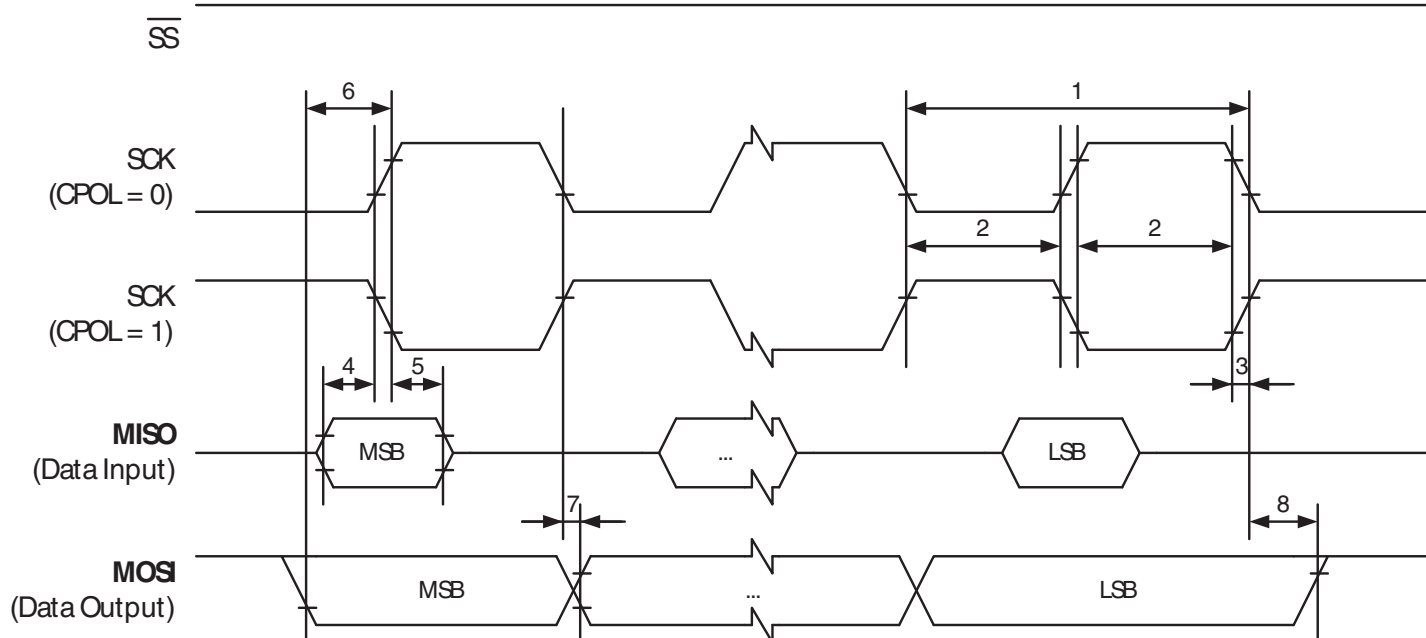 SS
6
1
SCK
(CPOL = 0)
2
2
SCK
(CPOL = 1)
4
5
3
MISO
(Data Input)
MSB
...
LSB
7
8
MOSI
(Data Output)
MSB
...
LSB